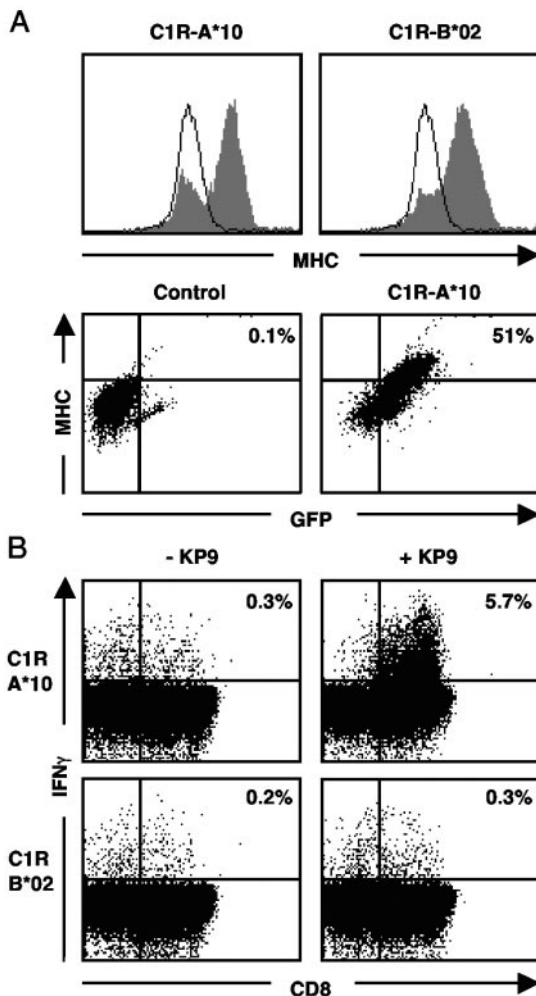 A
C1R-A*10 C1R-B*02
MHC
Control C1R-A*10
0.1% 51%
MHC
GFP
B
- KP9 + KP9
0.3% 5.7%
C1R
A*10
IFNγ
0.2% 0.3%
C1R
B*02
CD8